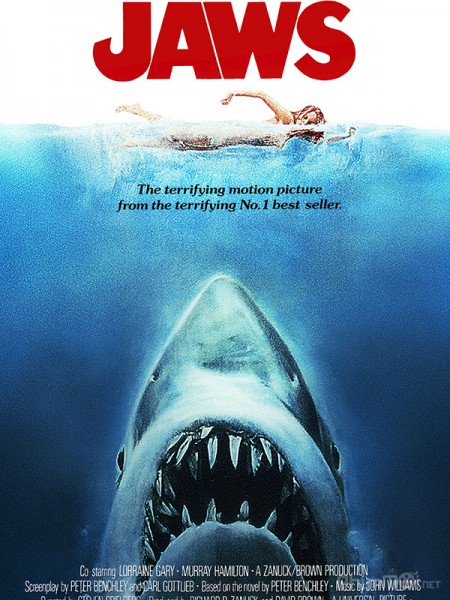 JAWS
The terrifying motion picture
from the terrifying No.1 best seller.
Co-starring LORRAINE GARY · MURRAY HAMILTON · A ZANUCK/BROWN PRODUCTION
Screenplay by PETER BENCHLEY and CARL GOTTLIEB · Based on the novel by PETER BENCHLEY · Music by JOHN WILLIAMS
.NET